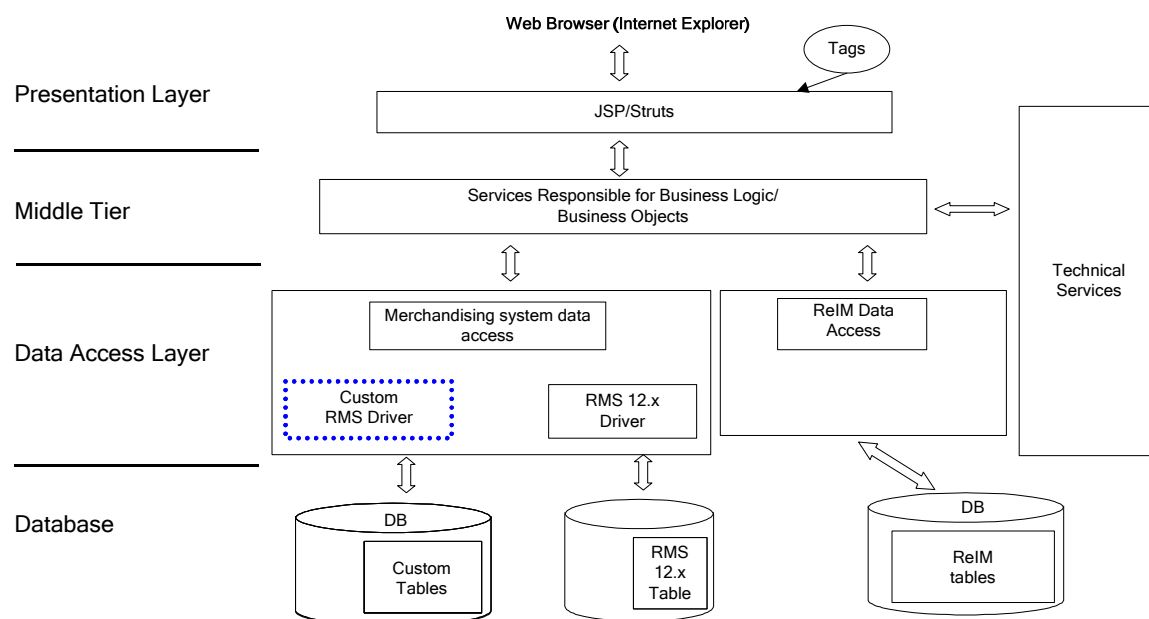 Web Browser (Internet Explorer)
Tags
Presentation Layer
JSP/Struts
Middle Tier
Services Responsible for Business Logic/
Business Objects
Technical
Services
Data Access Layer
Merchandising system data
access
ReIM Data
Access
Custom
RMS Driver
RMS 12.x
Driver
Database
DB
Custom
Tables
RMS
12.x
Table
DB
ReIM
tables